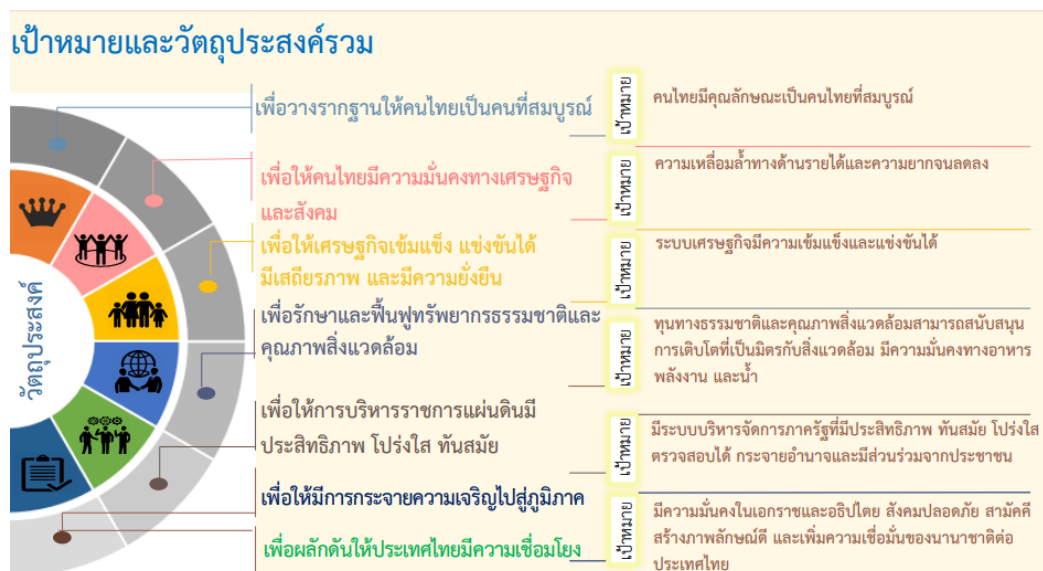 เป้าหมายและวัตถุประสงค์รวม
วัตถุประสงค์
เพื่อวางรากฐานให้คนไทยเป็นคนที่สมบูรณ์
เป้าหมาย
คนไทยมีคุณลักษณะเป็นคนไทยที่สมบูรณ์
เพื่อให้คนไทยมีความมั่นคงทางเศรษฐกิจ
และสังคม
เป้าหมาย
ความเหลื่อมล้ำทางด้านรายได้และความยากจนลดลง
เพื่อให้เศรษฐกิจเข้มแข็ง แข่งขันได้
มีเสถียรภาพ และมีความยั่งยืน
เป้าหมาย
ระบบเศรษฐกิจมีความเข้มแข็งและแข่งขันได้
เพื่อรักษาและฟื้นฟูทรัพยากรธรรมชาติและ
คุณภาพสิ่งแวดล้อม
เป้าหมาย
ทุนทางธรรมชาติและคุณภาพสิ่งแวดล้อมสามารถสนับสนุน
การเติบโตที่เป็นมิตรกับสิ่งแวดล้อม มีความมั่นคงทางอาหาร
พลังงาน และน้ำ
เพื่อให้การบริหารราชการแผ่นดินมี
ประสิทธิภาพ โปร่งใส ทันสมัย
เป้าหมาย
มีระบบบริหารจัดการภาครัฐที่มีประสิทธิภาพ ทันสมัย โปร่งใส
ตรวจสอบได้ กระจายอำนาจและมีส่วนร่วมจากประชาชน
เพื่อให้มีการกระจายความเจริญไปสู่ภูมิภาค
เพื่อผลักดันให้ประเทศไทยมีความเชื่อมโยง
เป้าหมาย
มีความมั่นคงในเอกราชและอธิปไตย สังคมปลอดภัย สามัคคี
สร้างภาพลักษณ์ดี และเพิ่มความเชื่อมั่นของนานาชาติต่อ
ประเทศไทย